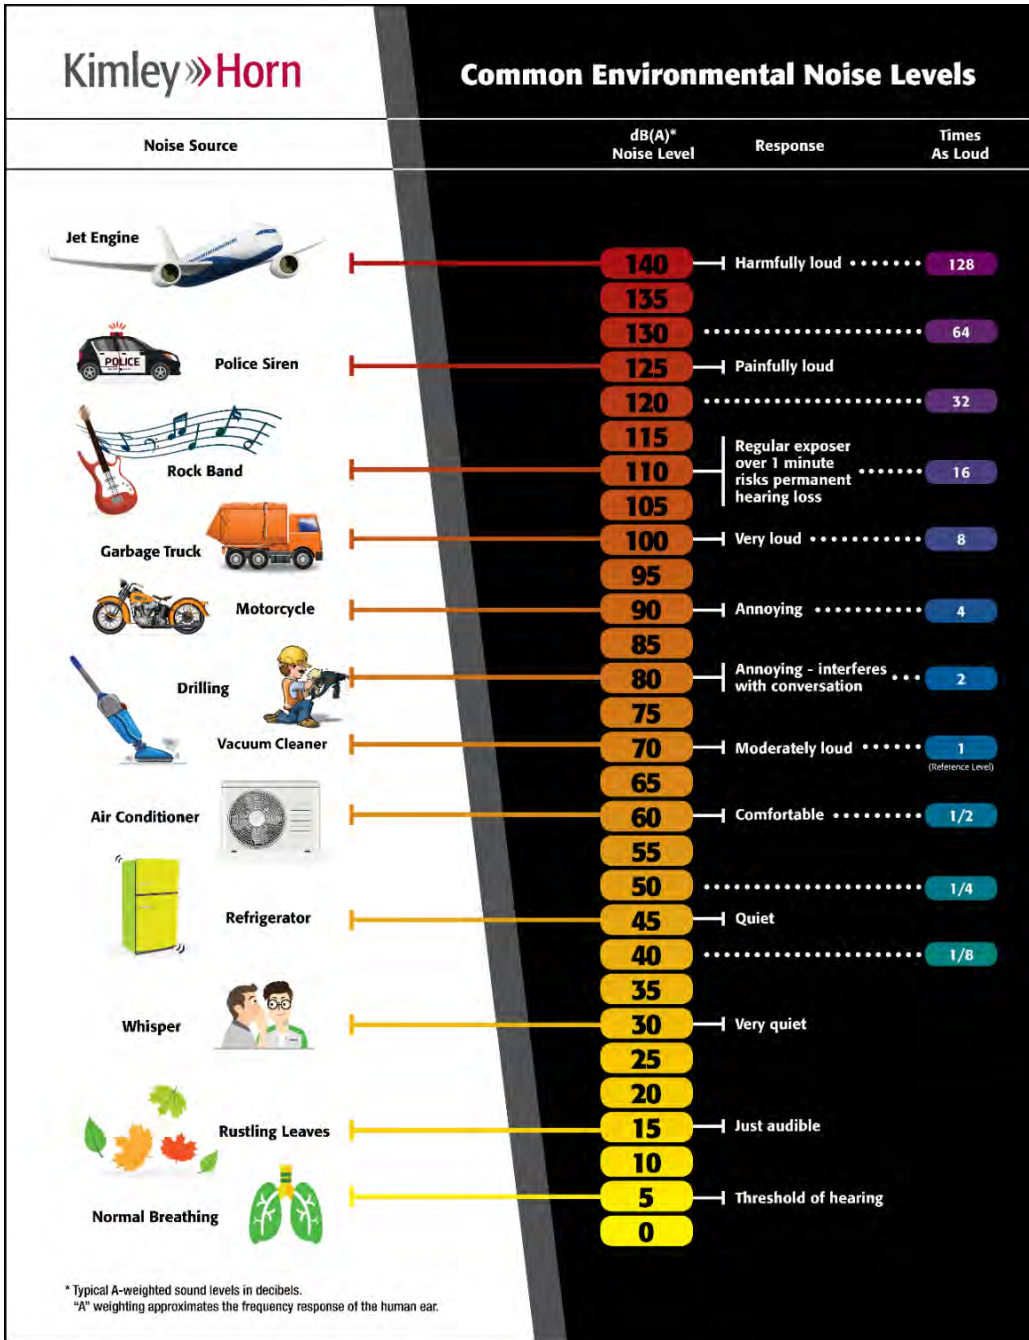 Kimley»Horn
Common Environmental Noise Levels
Noise Source
dB(A)*
Noise Level
Response
Times
As Loud
Jet Engine
140
Harmfully loud
128
135
130
64
POLICE
Police Siren
125
Painfully loud
120
32
115
Rock Band
110
Regular exposer
over 1 minute
risks permanent
hearing loss
16
105
Garbage Truck
100
Very loud
8
95
Motorcycle
90
Annoying
4
85
Drilling
80
Annoying - interferes
with conversation
2
75
Vacuum Cleaner
70
Moderately loud
1
(Reference Level)
65
Air Conditioner
60
Comfortable
1/2
55
50
1/4
Refrigerator
45
Quiet
40
1/8
35
Whisper
30
Very quiet
25
20
Rustling Leaves
15
Just audible
10
Normal Breathing
5
Threshold of hearing
0
* Typical A-weighted sound levels in decibels.
"A" weighting approximates the frequency response of the human ear.